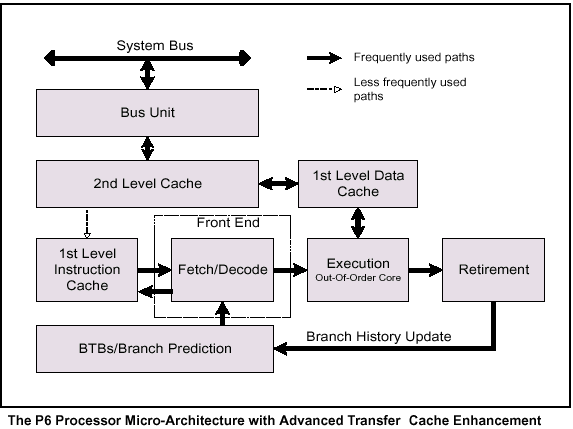 System Bus
Frequently used paths
Less frequently used
paths
Bus Unit
2nd Level Cache
1st Level Data
Cache
Front End
1st Level
Instruction
Cache
Fetch/Decode
Execution
Out-Of-Order Core
Retirement
BTBs/Branch Prediction
Branch History Update
The P6 Processor Micro-Architecture with Advanced Transfer Cache Enhancement